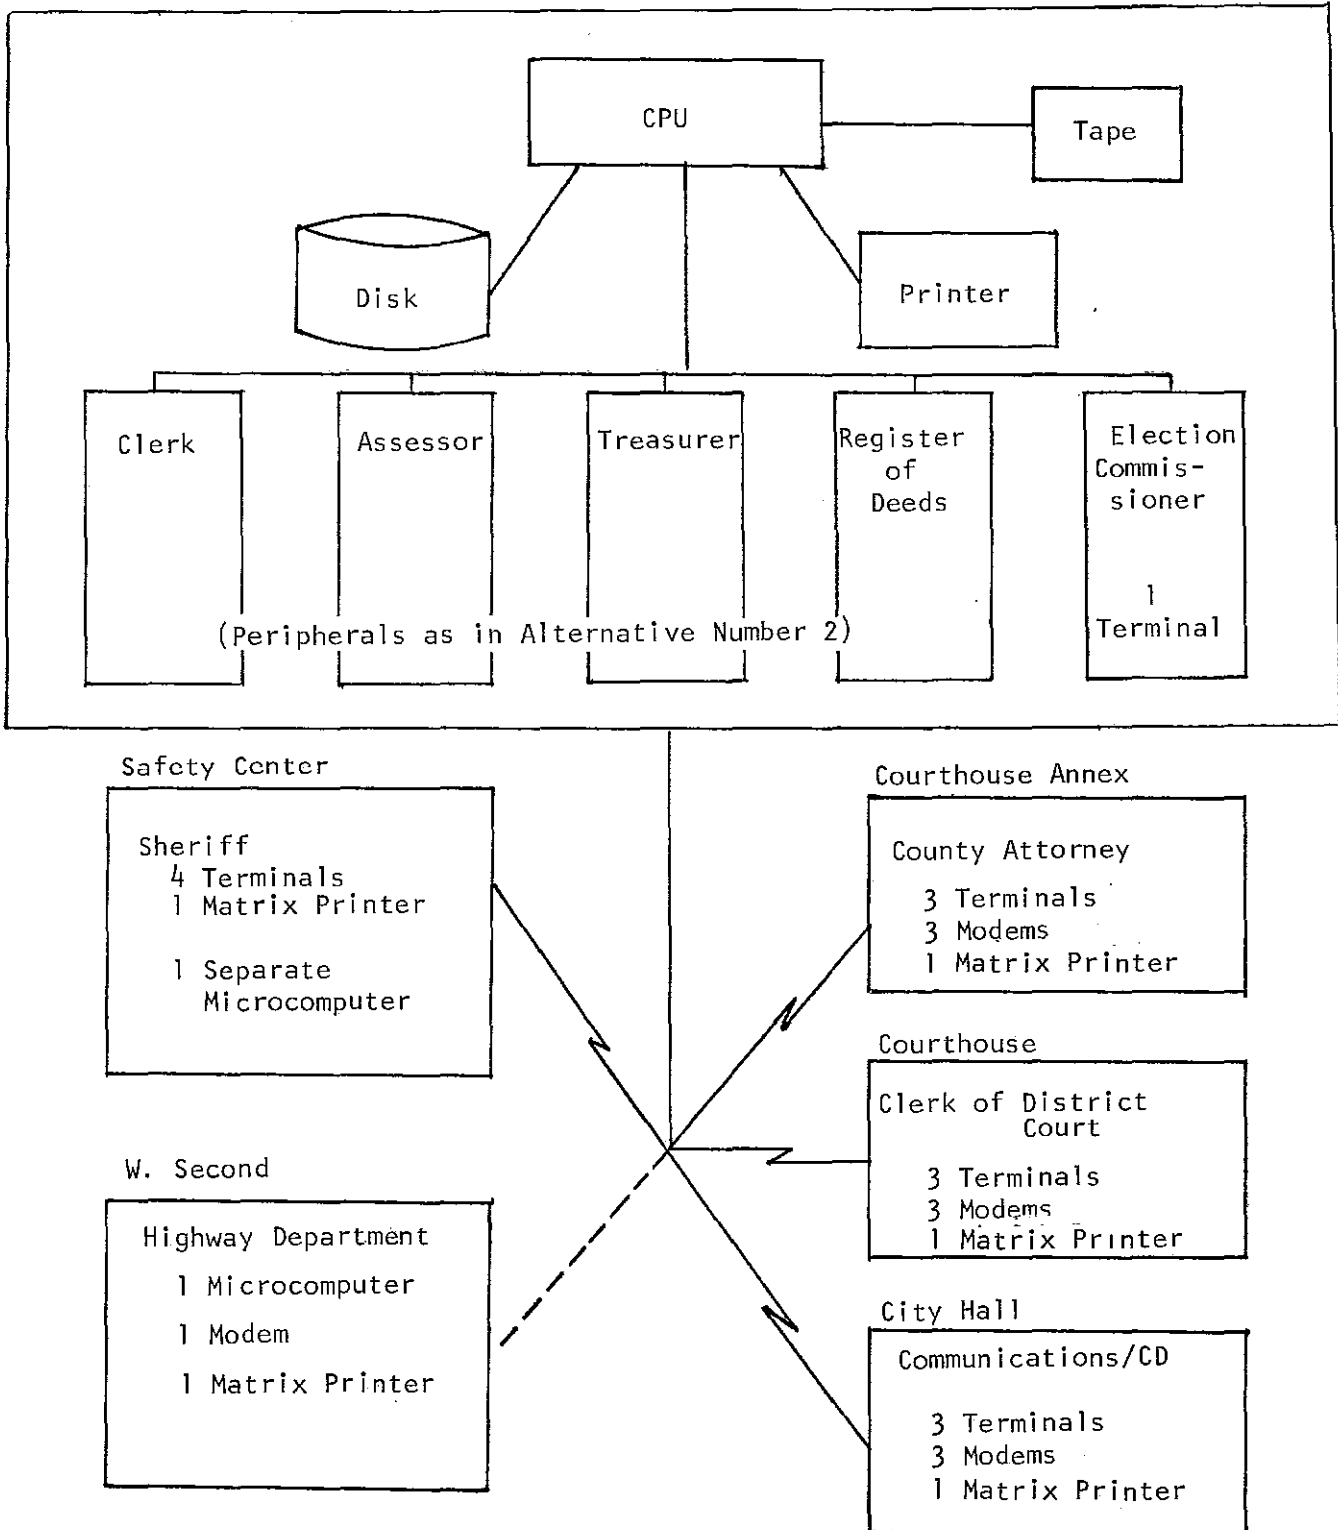 CPU
Tape
Disk
Printer
Clerk
Assessor
Treasurer
Register
of
Deeds
Election
Commis-
sioner
1
Terminal
(Peripherals as in Alternative Number 2)
Safety Center
Sheriff
4 Terminals
1 Matrix Printer
1 Separate
Microcomputer
Courthouse Annex
County Attorney
3 Terminals
3 Modems
1 Matrix Printer
Courthouse
Clerk of District
Court
3 Terminals
3 Modems
1 Matrix Printer
W. Second
Highway Department
1 Microcomputer
1 Modem
1 Matrix Printer
City Hall
Communications/CD
3 Terminals
3 Modems
1 Matrix Printer